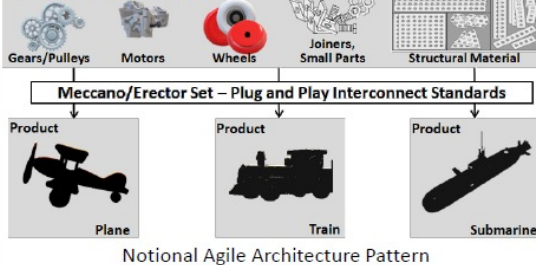 Gears/Pulleys
Motors
Wheels
Joiners,
Small Parts
Structural Material
Meccano/Erector Set – Plug and Play Interconnect Standards
Product
Plane
Product
Train
Product
Submarine
Notional Agile Architecture Pattern